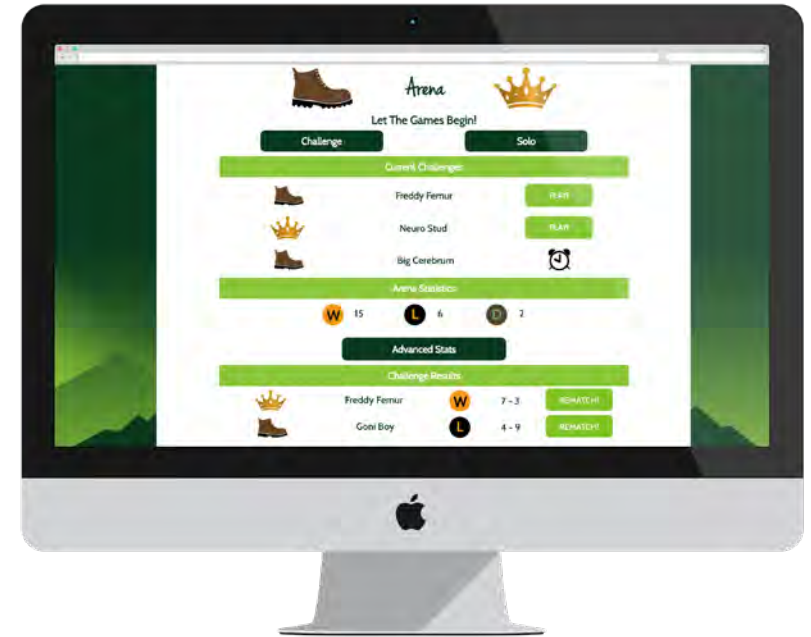 Arena
Let The Games Begin!
Challenge Solo
Current Challenges
Freddy Femur PLAY!
Neuro Stud PLAY!
Big Cerebrum
Arena Statistics
W 15 L 6 D 2
Advanced Stats
Challenge Results
Freddy Femur W 7 - 3 REMATCH!
Goni Boy L 4 - 9 REMATCH!